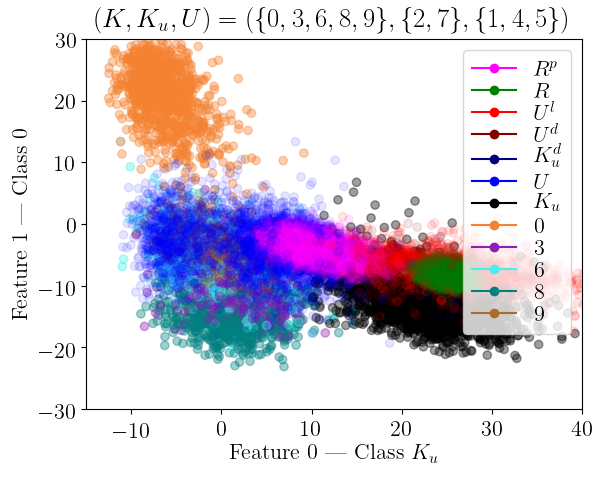 (K, K_u, U) = ({0, 3, 6, 8, 9}, {2, 7}, {1, 4, 5})
30
20
10
0
−10
−20
−30
Feature 1 — Class 0
−10
0
10
20
30
40
Feature 0 — Class K_u
R^p
R
U^l
U^d
K_u^d
U
K_u
0
3
6
8
9